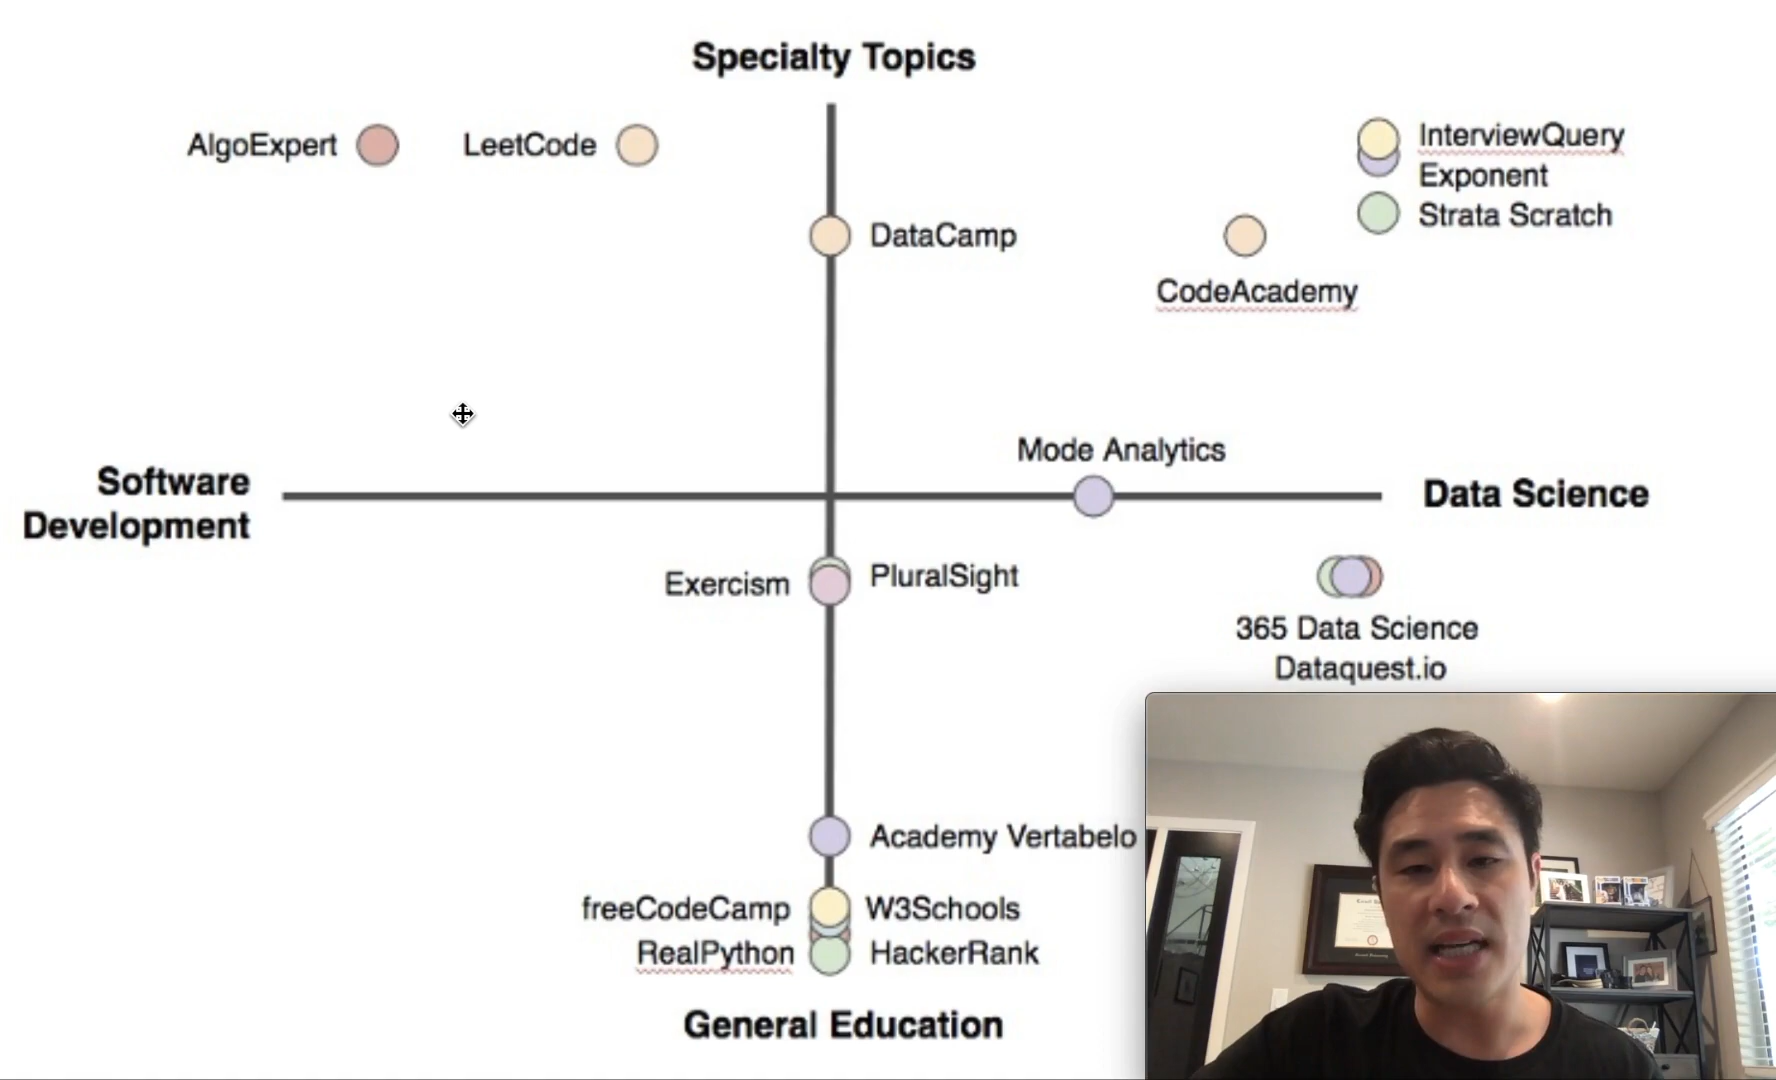 Specialty Topics
AlgoExpert
LeetCode
InterviewQuery
Exponent
Strata Scratch
DataCamp
CodeAcademy
Mode Analytics
Software
Development
Data Science
Exercism
PluralSight
365 Data Science
Dataquest.io
Academy Vertabelo
freeCodeCamp
W3Schools
RealPython
HackerRank
General Education